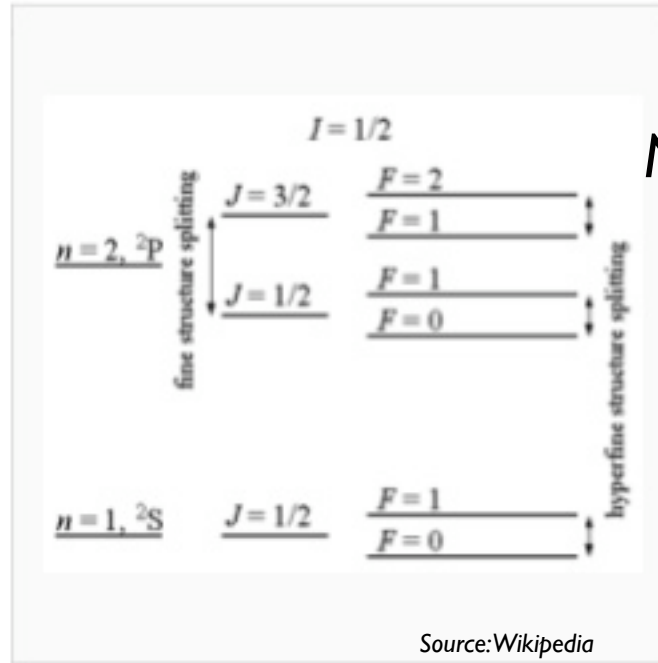 I = 1/2
n = 2, ²P
fine structure splitting
J = 3/2
J = 1/2
F = 2
F = 1
F = 1
F = 0
hyperfine structure splitting
n = 1, ²S
J = 1/2
F = 1
F = 0
Source:Wikipedia